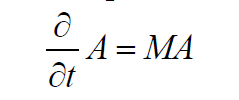 ∂/∂t A = MA